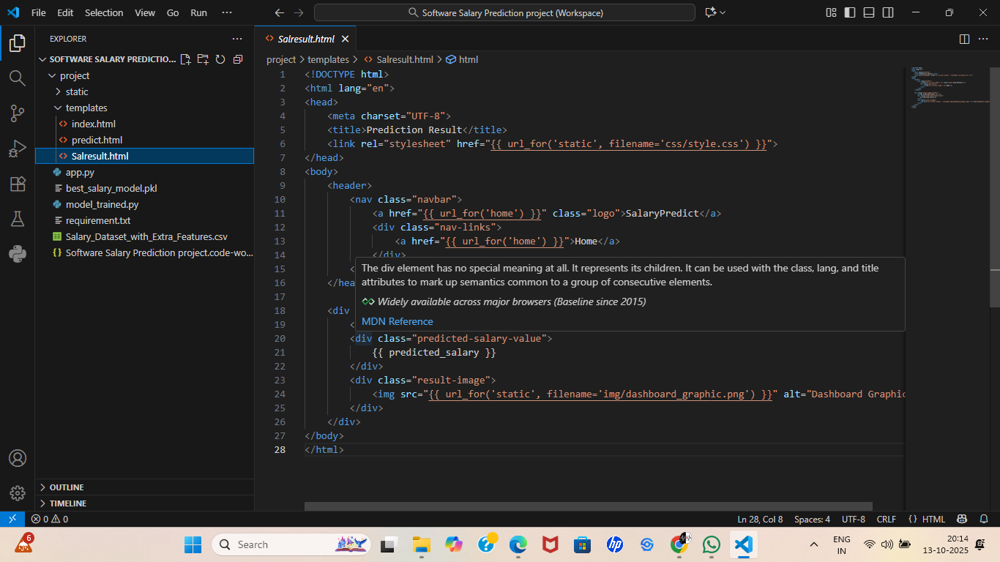 File Edit Selection View Go Run ···
Software Salary Prediction project (Workspace)
EXPLORER
SOFTWARE SALARY PREDICTIO...
project
static
templates
index.html
predict.html
Salresult.html
app.py
best_salary_model.pkl
model_trained.py
requirement.txt
Salary_Dataset_with_Extra_Features.csv
Software Salary Prediction project.code-wo...
OUTLINE
TIMELINE
Salresult.html
project > templates > Salresult.html > html
1 <!DOCTYPE html>
2 <html lang="en">
3 <head>
4 <meta charset="UTF-8">
5 <title>Prediction Result</title>
6 <link rel="stylesheet" href="{{ url_for('static', filename='css/style.css') }}">
7 </head>
8 <body>
9 <header>
10 <nav class="navbar">
11 <a href="{{ url_for('home') }}" class="logo">SalaryPredict</a>
12 <div class="nav-links">
13 <a href="{{ url_for('home') }}">Home</a>
14 </div>
15 <
16 </hea
17
18 <div
19 <
The div element has no special meaning at all. It represents its children. It can be used with the class, lang, and title
attributes to mark up semantics common to a group of consecutive elements.
Widely available across major browsers (Baseline since 2015)
MDN Reference
20 <div class="predicted-salary-value">
21 {{ predicted_salary }}
22 </div>
23 <div class="result-image">
24 <img src="{{ url_for('static', filename='img/dashboard_graphic.png') }}" alt="Dashboard Graphic
25 </div>
26 </div>
27 </body>
28 </html>
0 0
Ln 28, Col 8 Spaces: 4 UTF-8 CRLF {} HTML
6
Search
hp
ENG
IN
20:14
13-10-2025